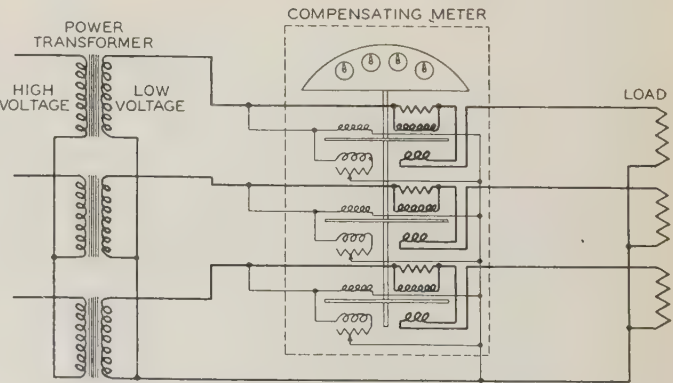 COMPENSATING METER
POWER
TRANSFORMER
HIGH
VOLTAGE
LOW
VOLTAGE
LOAD